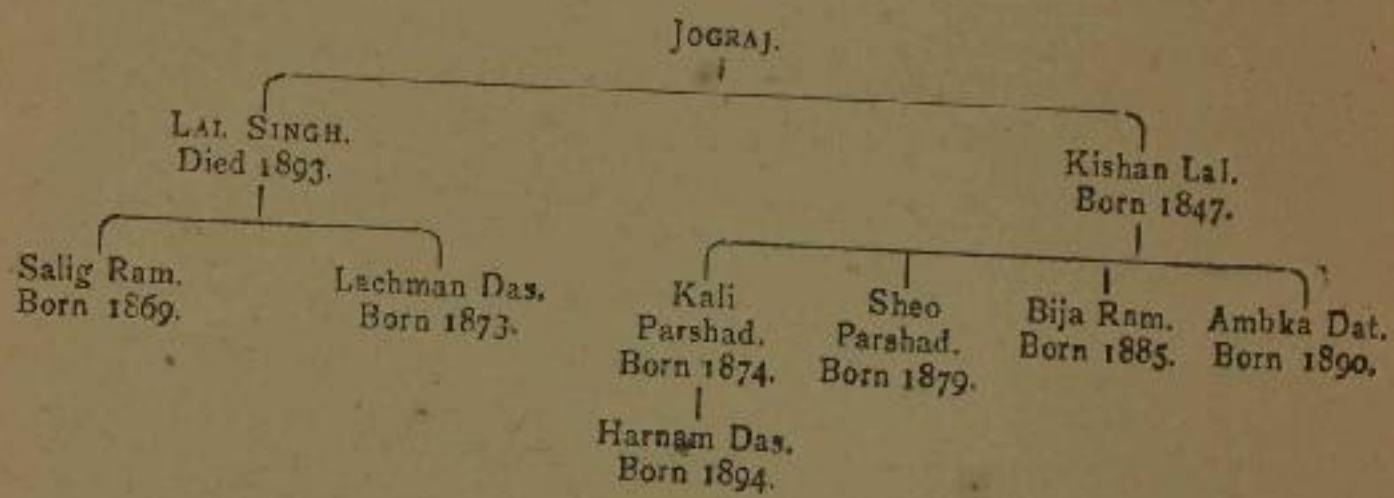 JOGRAJ.
LAL SINGH.
Died 1893.
Kishan Lal.
Born 1847.
Salig Ram.
Born 1869.
Lachman Das.
Born 1873.
Kali
Parshad.
Born 1874.
Sheo
Parshad.
Born 1879.
Bija Ram.
Born 1885.
Ambka Dat.
Born 1890.
Harnam Das.
Born 1894.